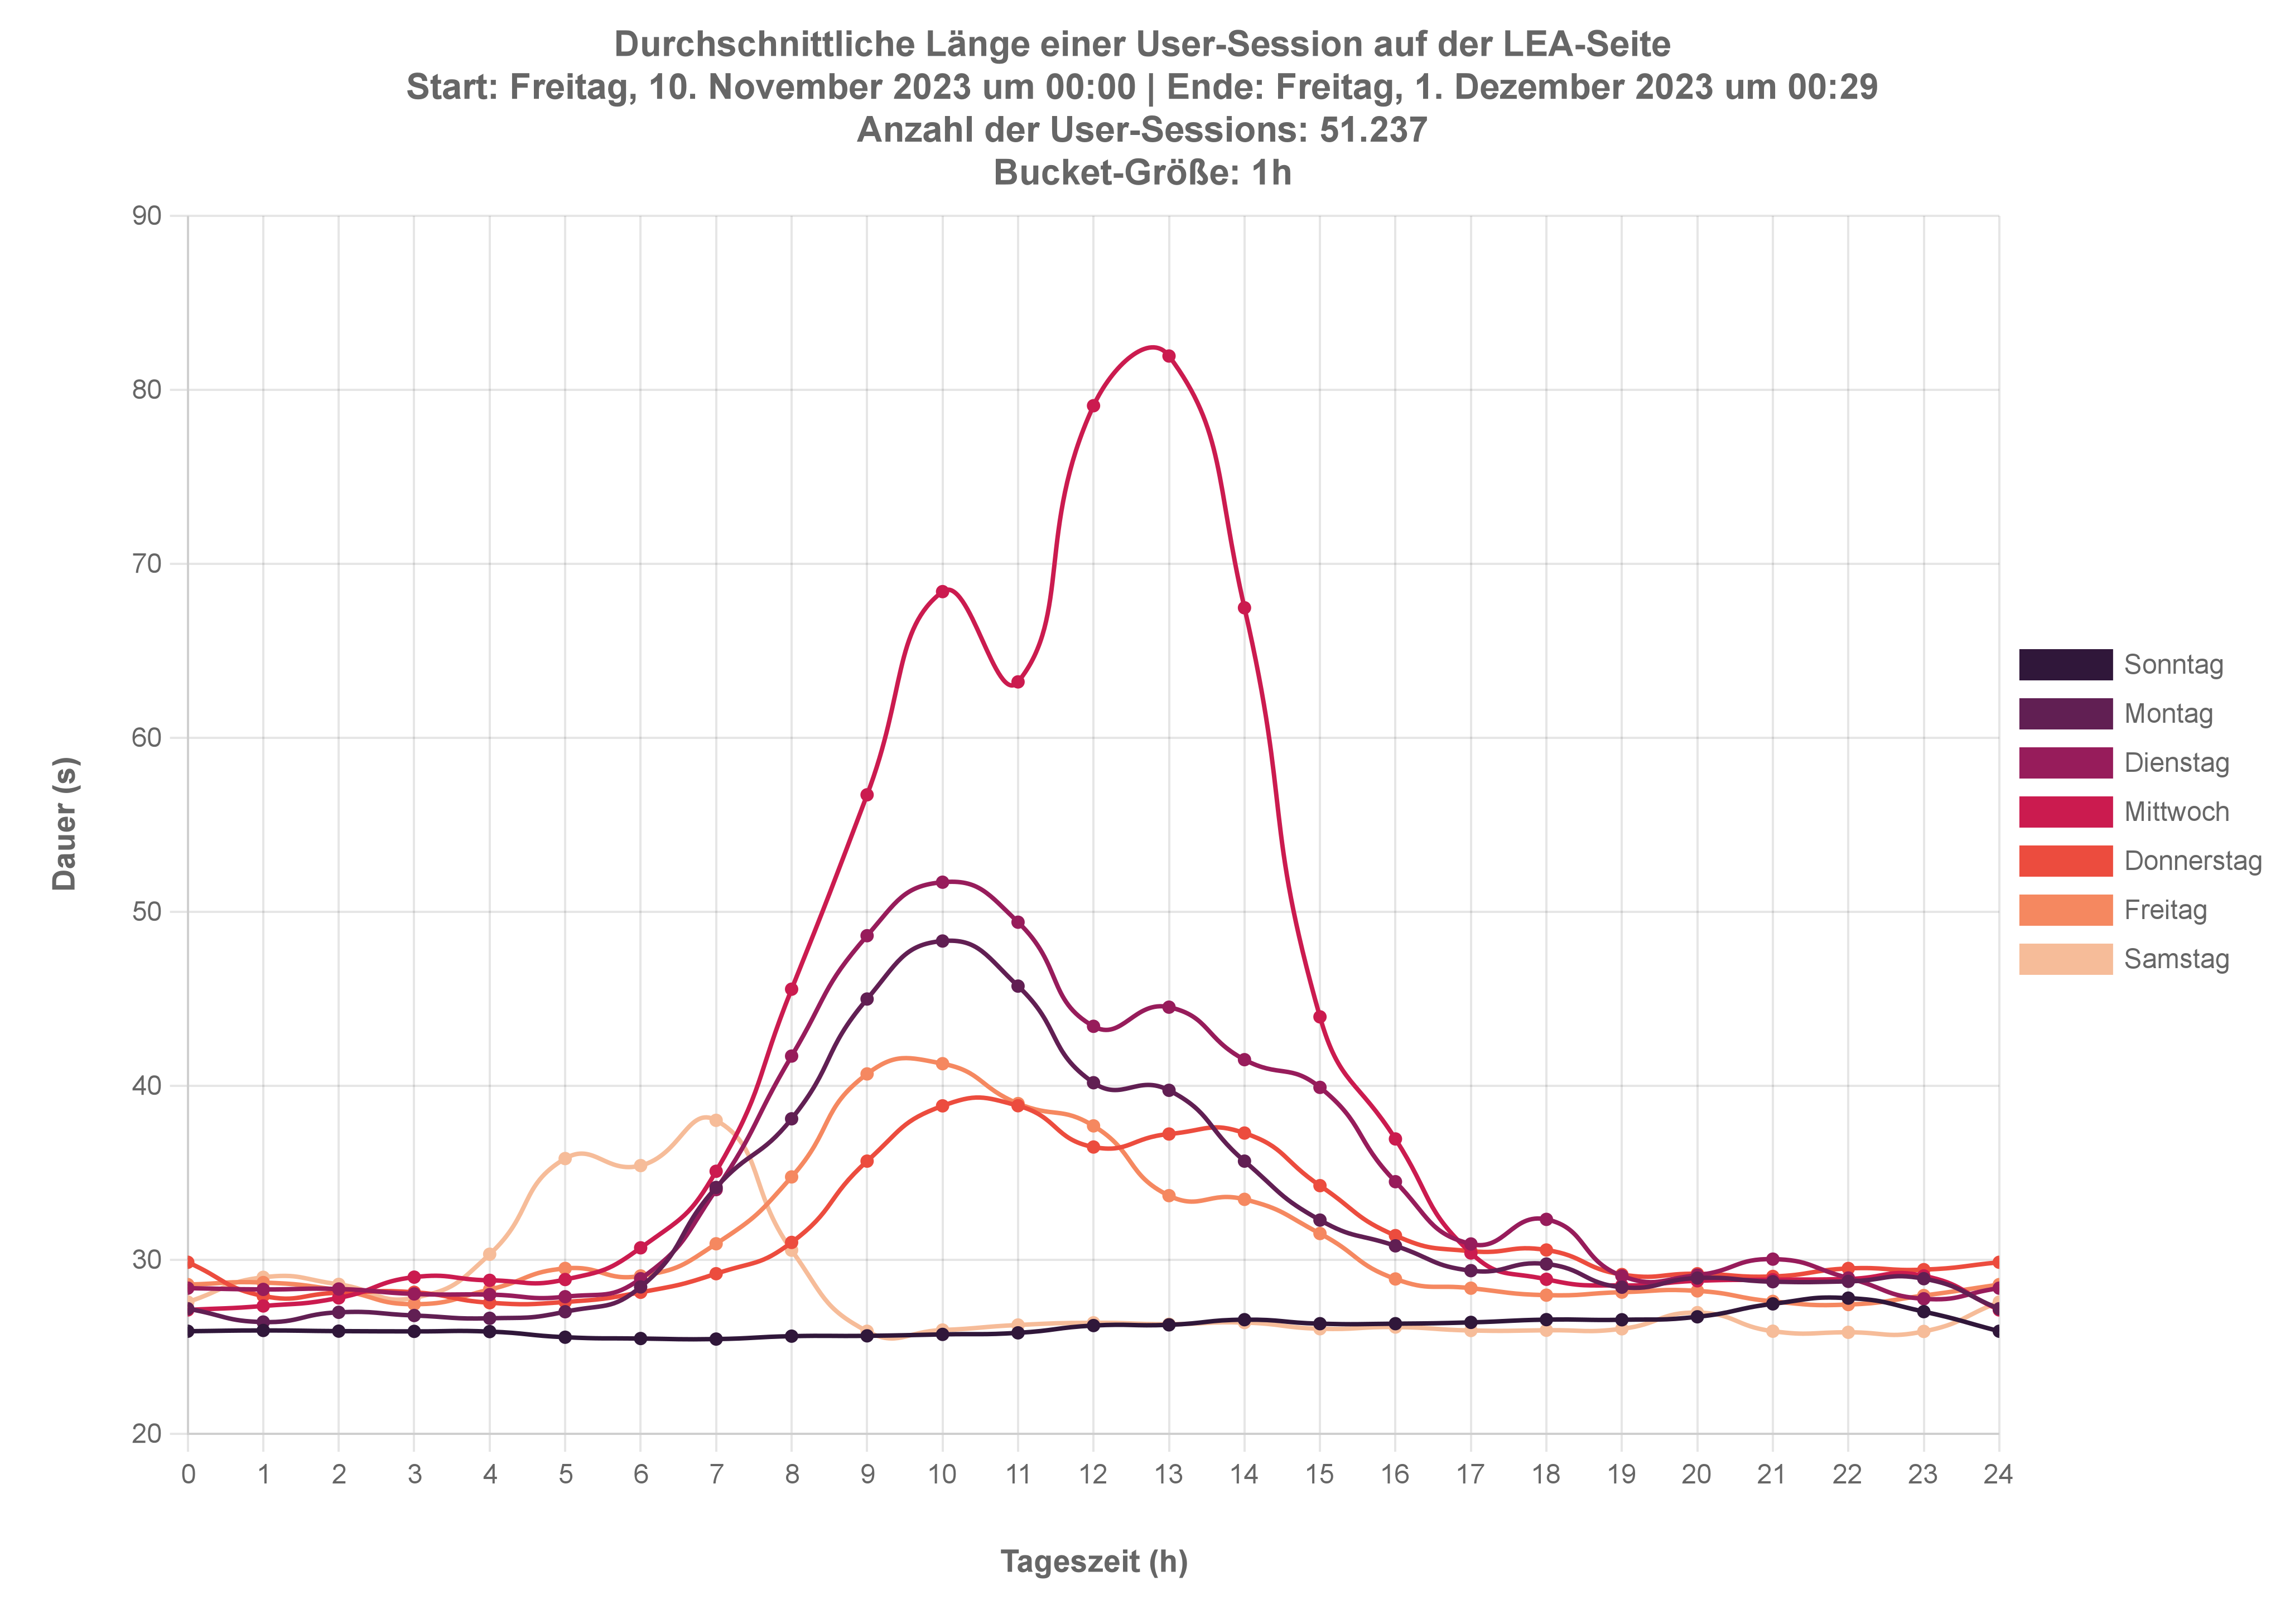 Durchschnittliche Länge einer User-Session auf der LEA-Seite
Start: Freitag, 10. November 2023 um 00:00 | Ende: Freitag, 1. Dezember 2023 um 00:29
Anzahl der User-Sessions: 51.237
Bucket-Größe: 1h
90
80
70
60
50
40
30
20
Dauer (s)
0 1 2 3 4 5 6 7 8 9 10 11 12 13 14 15 16 17 18 19 20 21 22 23 24
Tageszeit (h)
Sonntag
Montag
Dienstag
Mittwoch
Donnerstag
Freitag
Samstag